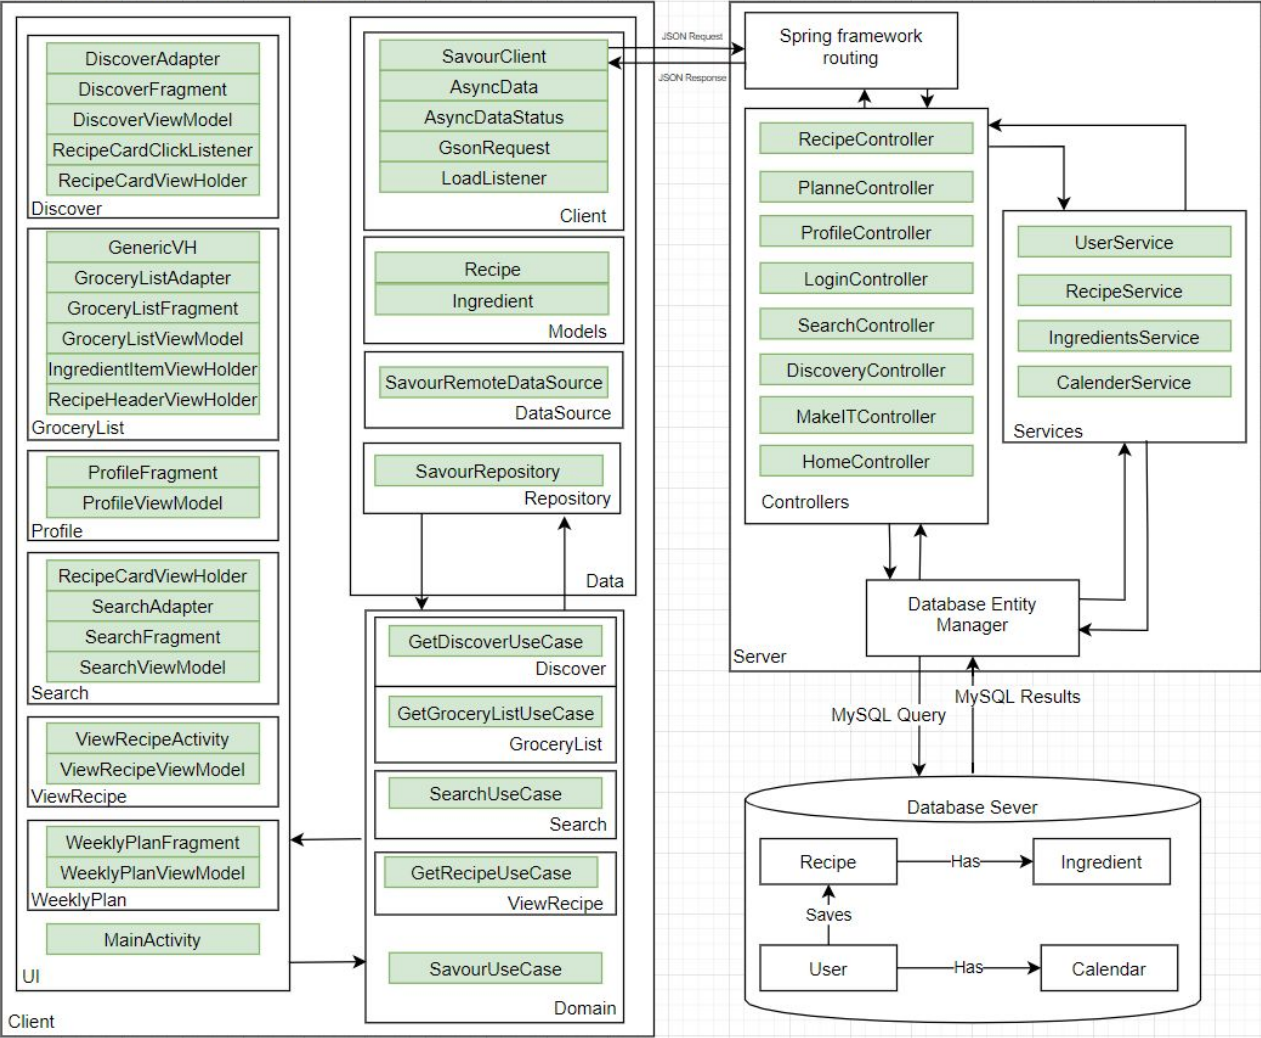 DiscoverAdapter
DiscoverFragment
DiscoverViewModel
RecipeCardClickListener
RecipeCardViewHolder
Discover
GenericVH
GroceryListAdapter
GroceryListFragment
GroceryListViewModel
IngredientItemViewHolder
RecipeHeaderViewHolder
GroceryList
ProfileFragment
ProfileViewModel
Profile
RecipeCardViewHolder
SearchAdapter
SearchFragment
SearchViewModel
Search
ViewRecipeActivity
ViewRecipeViewModel
ViewRecipe
WeeklyPlanFragment
WeeklyPlanViewModel
WeeklyPlan
MainActivity
UI
Client
SavourClient
AsyncData
AsyncDataStatus
GsonRequest
LoadListener
Client
Recipe
Ingredient
Models
SavourRemoteDataSource
DataSource
SavourRepository
Repository
Data
GetDiscoverUseCase
Discover
GetGroceryListUseCase
GroceryList
SearchUseCase
Search
GetRecipeUseCase
ViewRecipe
SavourUseCase
Domain
JSON Request
JSON Response
Spring framework
routing
RecipeController
PlanneController
ProfileController
LoginController
SearchController
DiscoveryController
MakeITController
HomeController
Controllers
UserService
RecipeService
IngredientsService
CalenderService
Services
Database Entity
Manager
Server
MySQL Query
MySQL Results
Database Sever
Recipe
Has
Ingredient
Saves
User
Has
Calendar